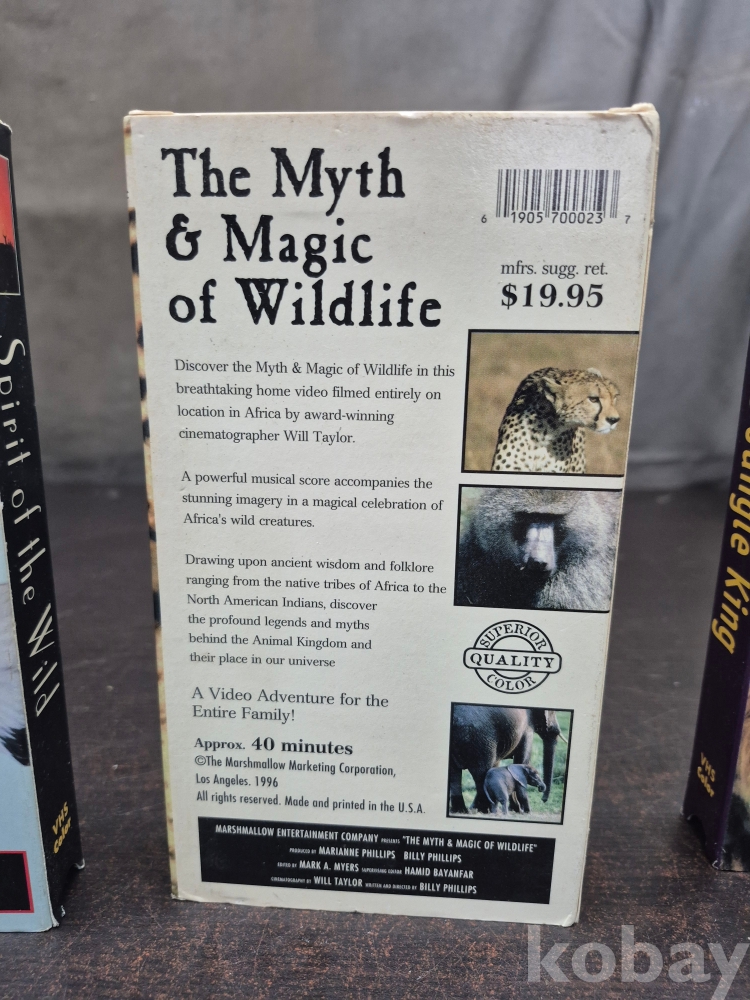 The Myth
& Magic
of Wildlife
6 1905 700023 7
mfrs. sugg. ret.
$19.95
Discover the Myth & Magic of Wildlife in this
breathtaking home video filmed entirely on
location in Africa by award-winning
cinematographer Will Taylor.
A powerful musical score accompanies the
stunning imagery in a magical celebration of
Africa's wild creatures.
Drawing upon ancient wisdom and folklore
ranging from the native tribes of Africa to the
North American Indians, discover
the profound legends and myths
behind the Animal Kingdom and
their place in our universe
SUPERIOR
QUALITY
COLOR
A Video Adventure for the
Entire Family!
Approx. 40 minutes
©The Marshmallow Marketing Corporation,
Los Angeles. 1996
All rights reserved. Made and printed in the U.S.A.
MARSHMALLOW ENTERTAINMENT COMPANY PRESENTS "THE MYTH & MAGIC OF WILDLIFE"
PRODUCED BY MARIANNE PHILLIPS BILLY PHILLIPS
EDITED BY MARK A. MYERS SUPERVISING EDITOR HAMID BAYANFAR
CINEMATOGRAPHY BY WILL TAYLOR WRITTEN AND DIRECTED BY BILLY PHILLIPS
Spirit of the Wild
VHS
Color
King
VHS
Color
kobay